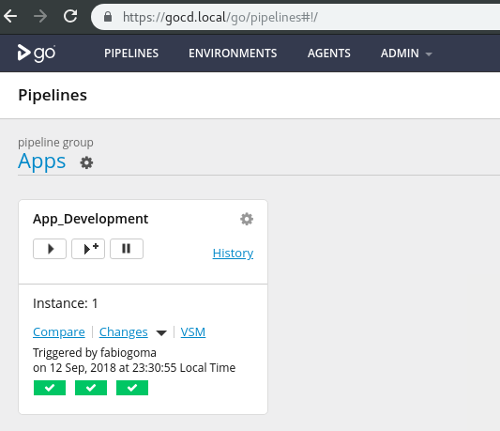 https://gocd.local/go/pipelines#!/
go PIPELINES ENVIRONMENTS AGENTS ADMIN
Pipelines
pipeline group
Apps
App_Development
History
Instance: 1
Compare Changes VSM
Triggered by fabiogoma
on 12 Sep, 2018 at 23:30:55 Local Time